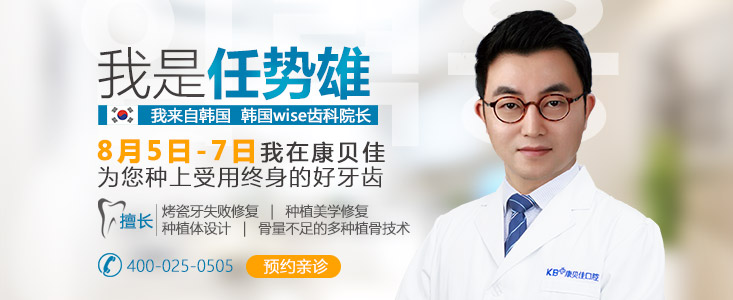 我是任势雄
我来自韩国 韩国wise齿科院长
8月5日-7日我在康贝佳
为您种上受用终身的好牙齿
擅长
烤瓷牙失败修复 | 种植美学修复
种植体设计 | 骨量不足的多种植骨技术
400-025-0505 预约亲诊
KB 康贝佳口腔